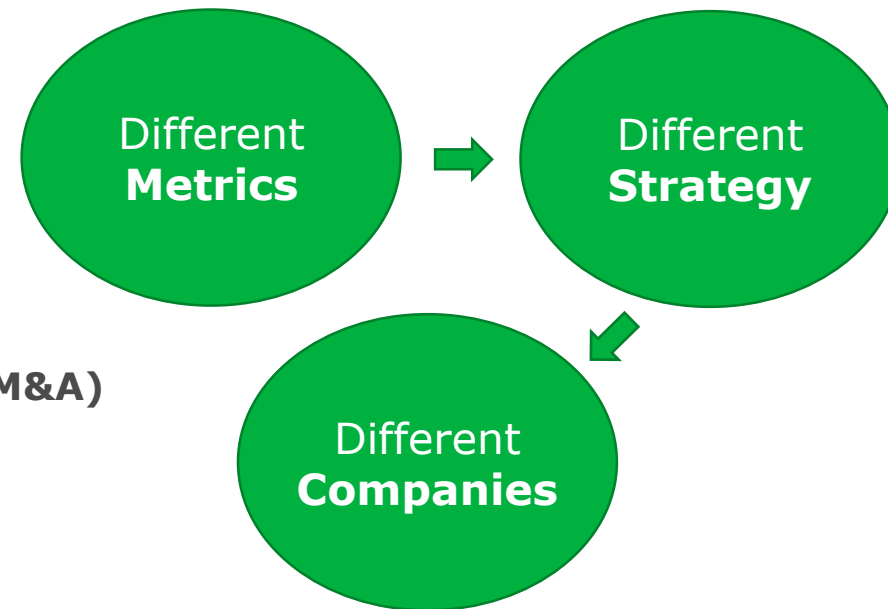 Different
Metrics
Different
Strategy
M&A)
Different
Companies